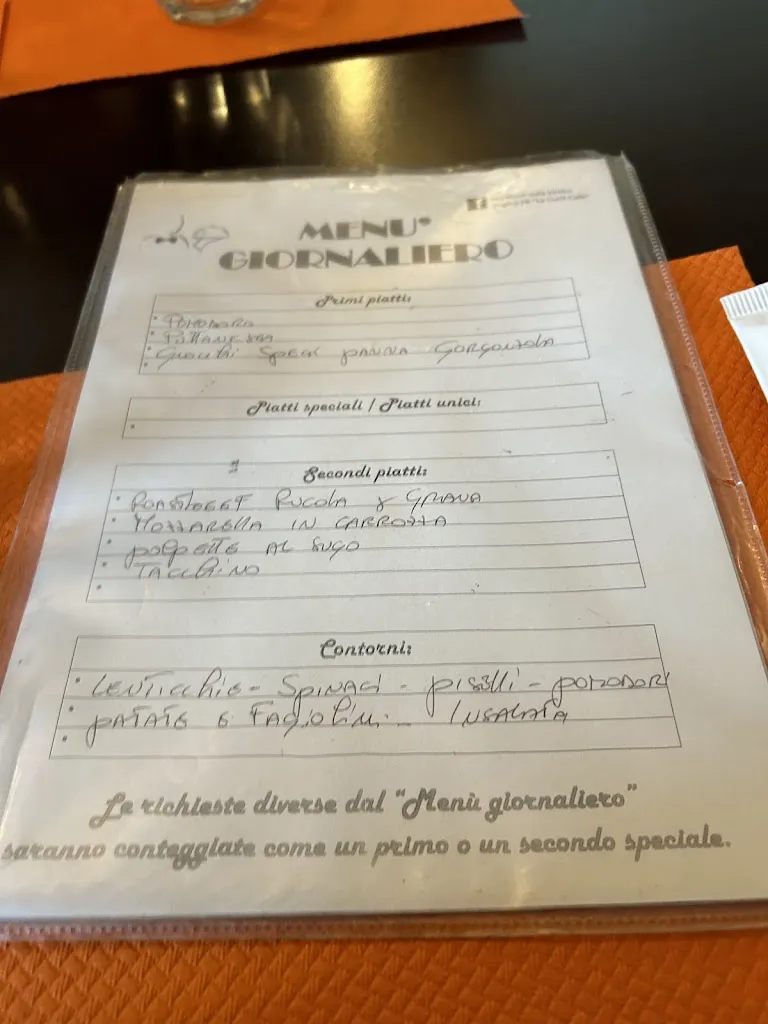 MENU'
GIORNALIERO
Primi piatti:
POMODORO
PUTTANESCA
GNOCCHI SPECK PANNA GORGONZOLA
Piatti speciali / Piatti unici:
Secondi piatti:
ROASTBEEF RUCOLA & GRANA
MOZZARELLA IN CARROZZA
POLPETTE AL SUGO
TACCHINO
Contorni:
LENTICCHIE - SPINACI - PISELLI - POMODORI
PATATE E FAGIOLINI - INSALATA
Le richieste diverse dal "Menù giornaliero"
saranno conteggiate come un primo o un secondo speciale.